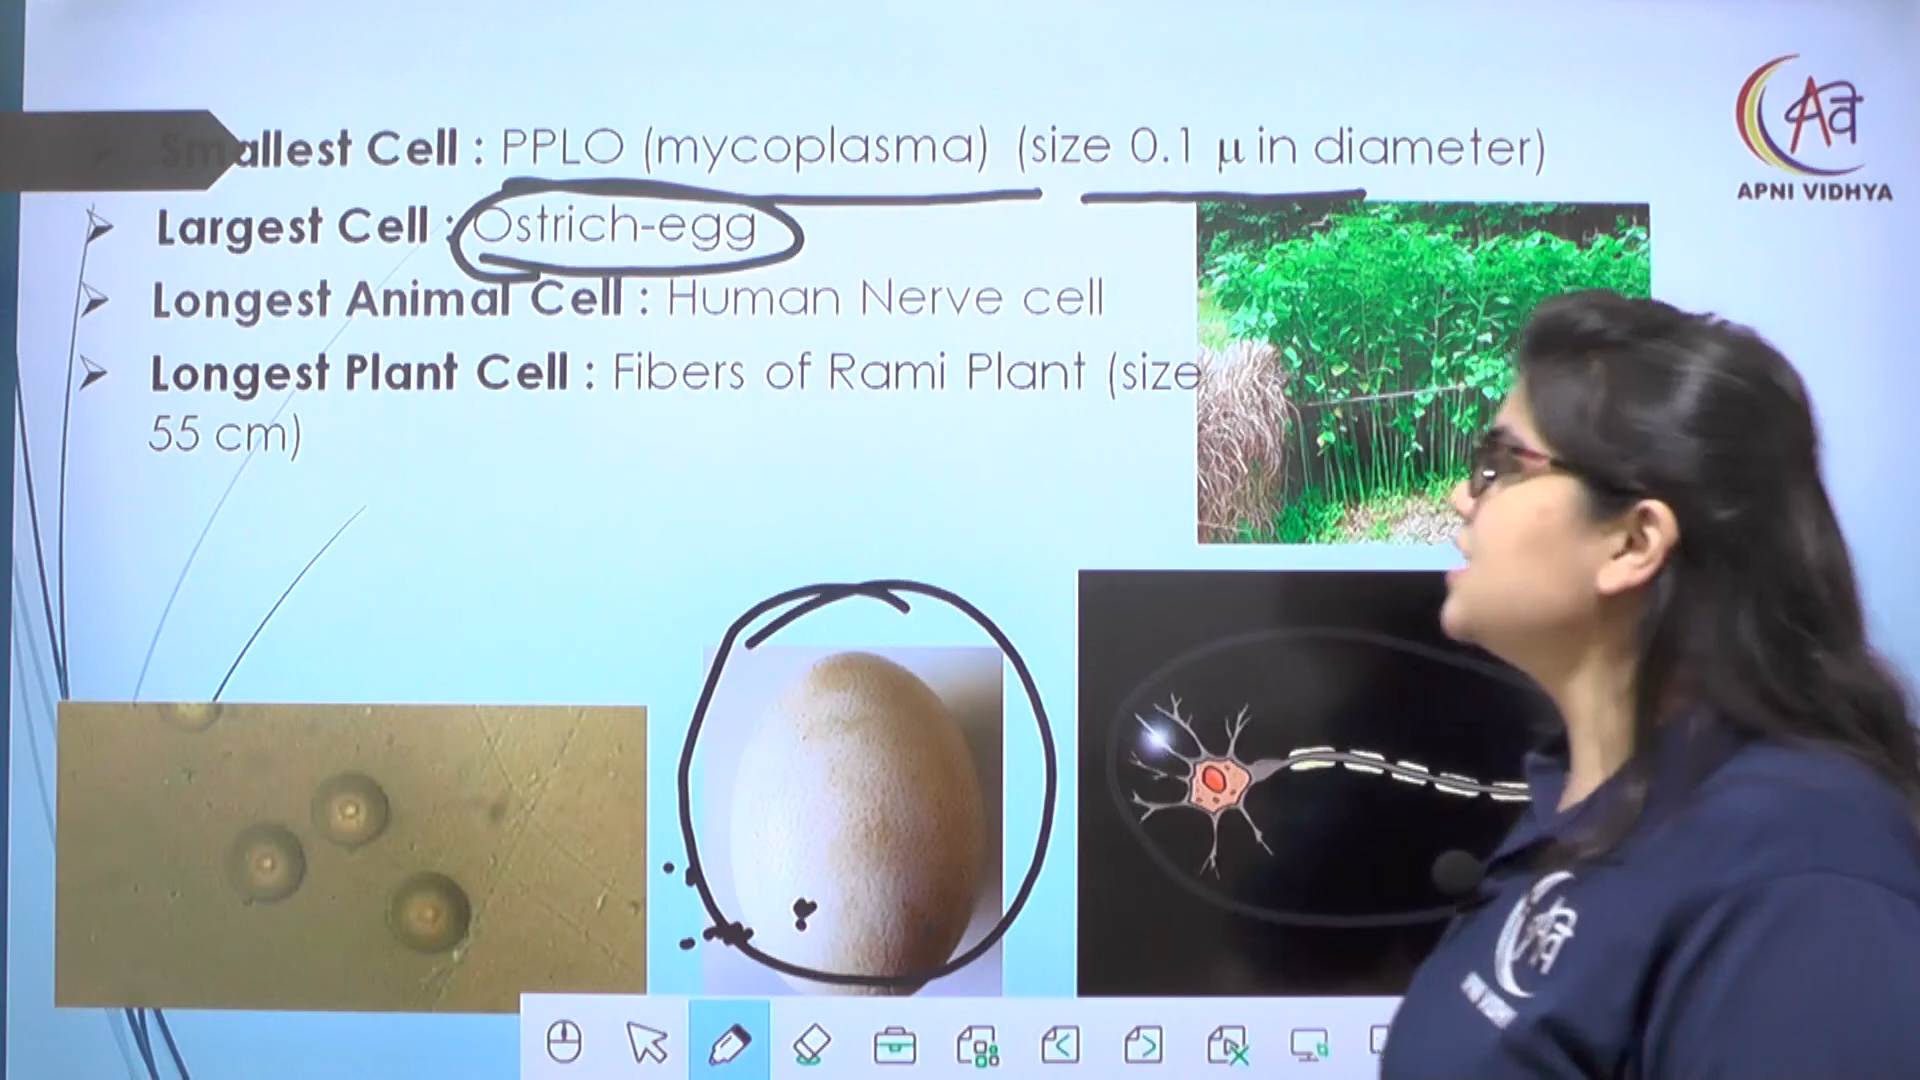 Smallest Cell : PPLO (mycoplasma) (size 0.1 μ in diameter)
Largest Cell : Ostrich-egg
Longest Animal Cell : Human Nerve cell
Longest Plant Cell : Fibers of Rami Plant (size
55 cm)
Aवि
APNI VIDHYA